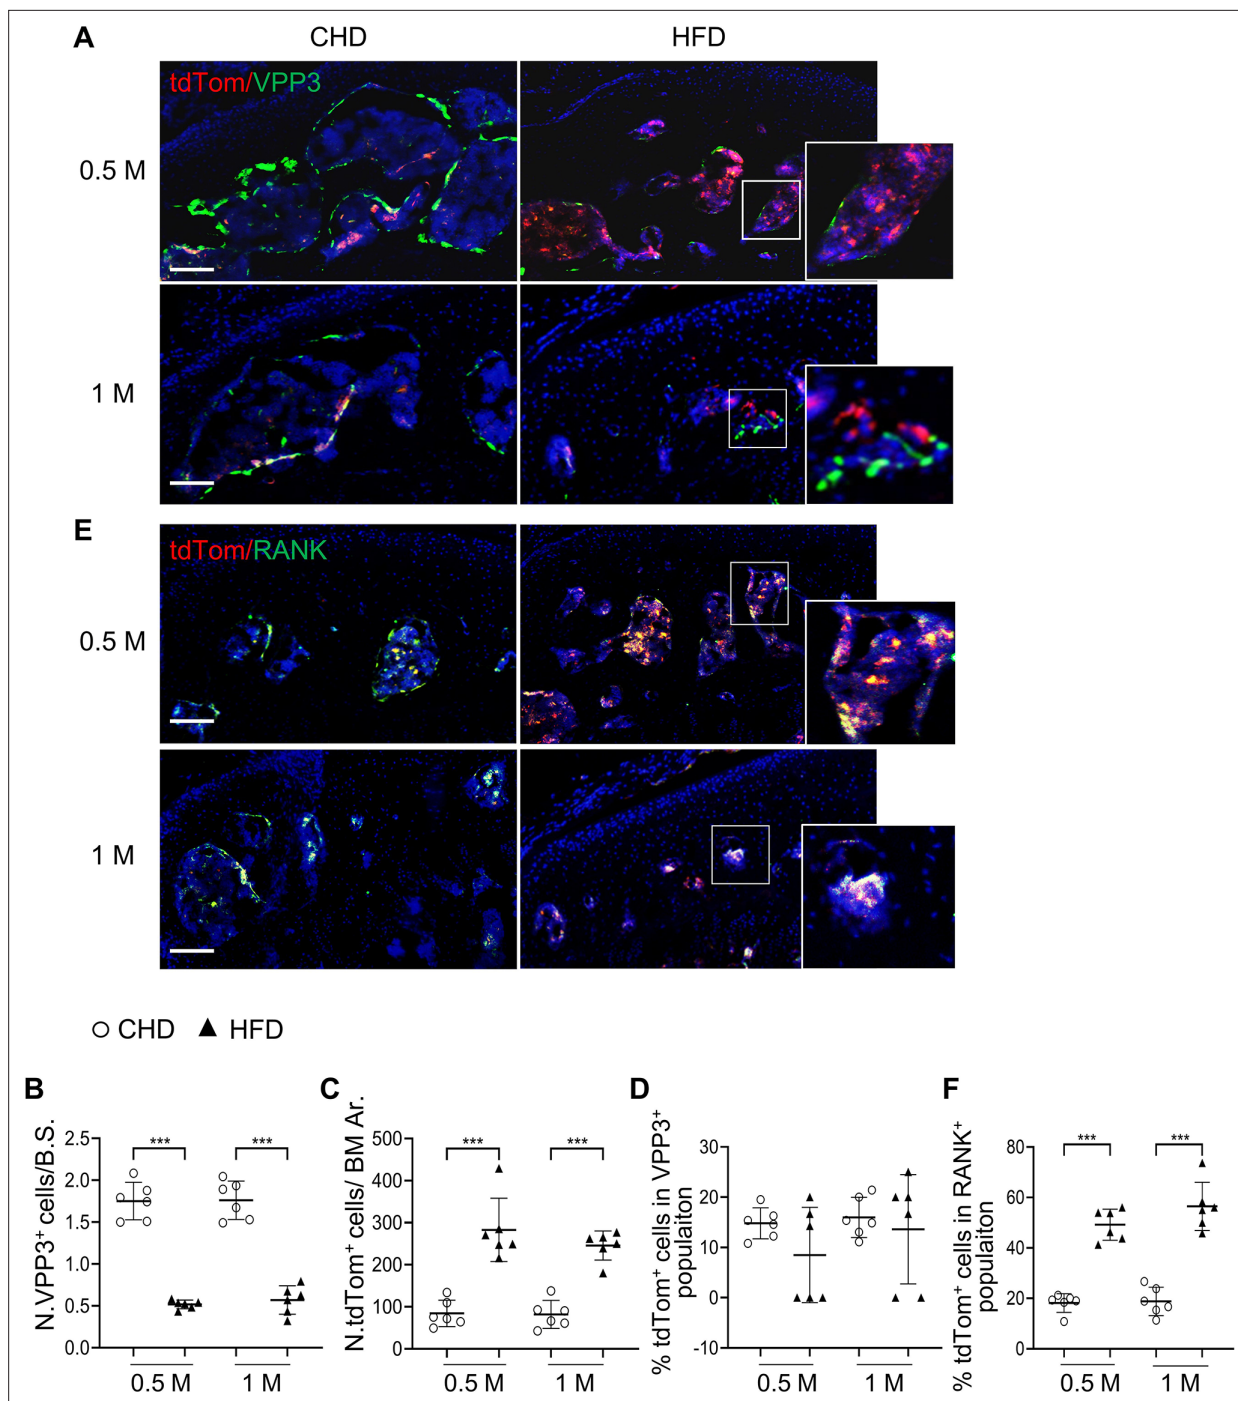 A
CHD HFD
tdTom/VPP3
0.5 M
1 M
E
tdTom/RANK
0.5 M
1 M
CHD HFD
B
N.VPP3⁺ cells/B.S.
2.5
2.0
1.5
1.0
0.5
0.0
*** ***
0.5 M 1 M
C
N.tdTom⁺ cells/ BM Ar.
500
400
300
200
100
0
*** ***
0.5 M 1 M
D
% tdTom⁺ cells in VPP3⁺
populaiton
30
20
10
0
-10
0.5 M 1 M
F
% tdTom⁺ cells in RANK⁺
populaiton
80
60
40
20
0
*** ***
0.5 M 1 M